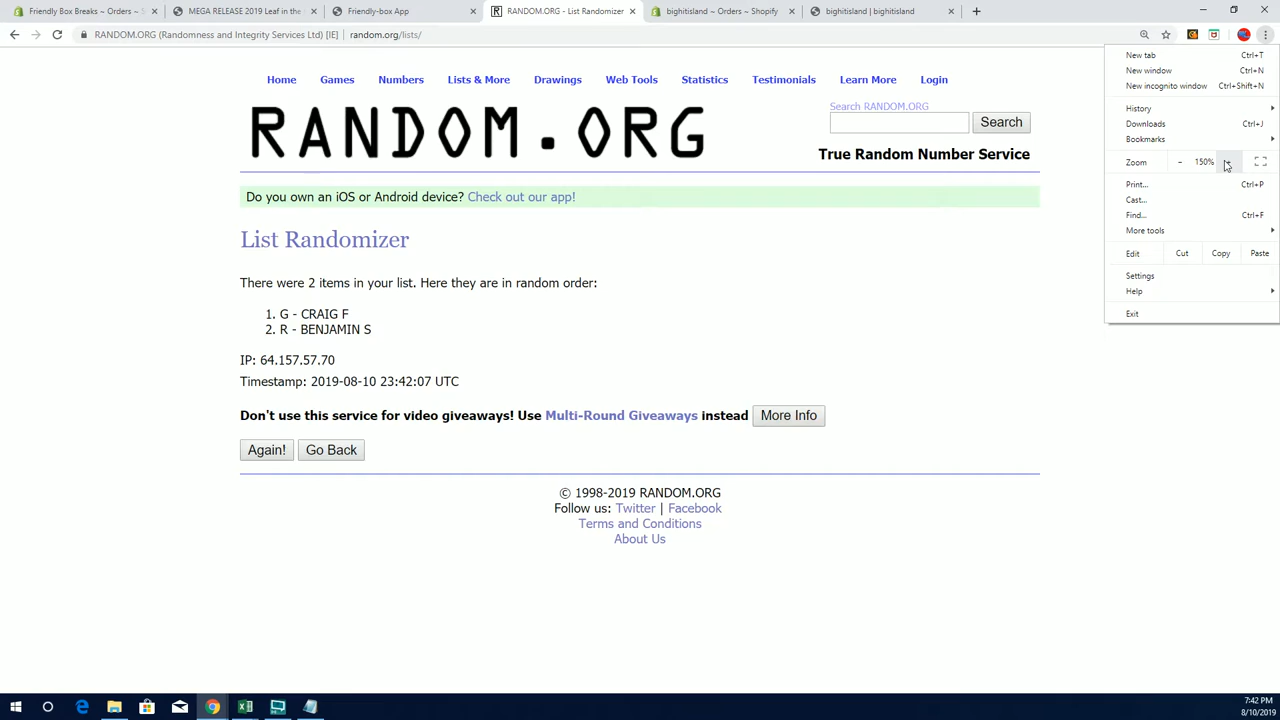 Friendly Box Breaks ~ Orders ~ S
MEGA RELEASE 2019 Leaf in the
Friendly-box App
RANDOM.ORG - List Randomizer
bighitisland ~ Orders ~ Shopify
bighitisland | bighitisland
RANDOM.ORG (Randomness and Integrity Services Ltd) [IE] | random.org/lists/
Home Games Numbers Lists & More Drawings Web Tools Statistics Testimonials Learn More Login
RANDOM.ORG
Search RANDOM.ORG
Search
True Random Number Service
Do you own an iOS or Android device? Check out our app!
List Randomizer
There were 2 items in your list. Here they are in random order:
1. G - CRAIG F
2. R - BENJAMIN S
IP: 64.157.57.70
Timestamp: 2019-08-10 23:42:07 UTC
Don't use this service for video giveaways! Use Multi-Round Giveaways instead More Info
Again! Go Back
© 1998-2019 RANDOM.ORG
Follow us: Twitter | Facebook
Terms and Conditions
About Us
New tab Ctrl+T
New window Ctrl+N
New incognito window Ctrl+Shift+N
History
Downloads Ctrl+J
Bookmarks
Zoom - 150% +
Print... Ctrl+P
Cast...
Find... Ctrl+F
More tools
Edit Cut Copy Paste
Settings
Help
Exit
7:42 PM
8/10/2019